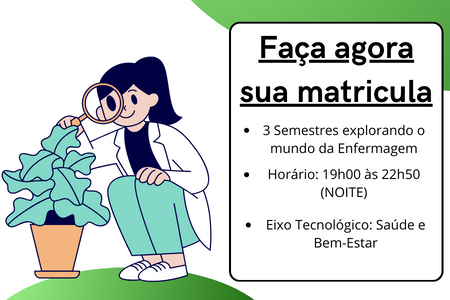 Faça agora
sua matricula
• 3 Semestres explorando o
mundo da Enfermagem
• Horário: 19h00 às 22h50
(NOITE)
• Eixo Tecnológico: Saúde e
Bem-Estar